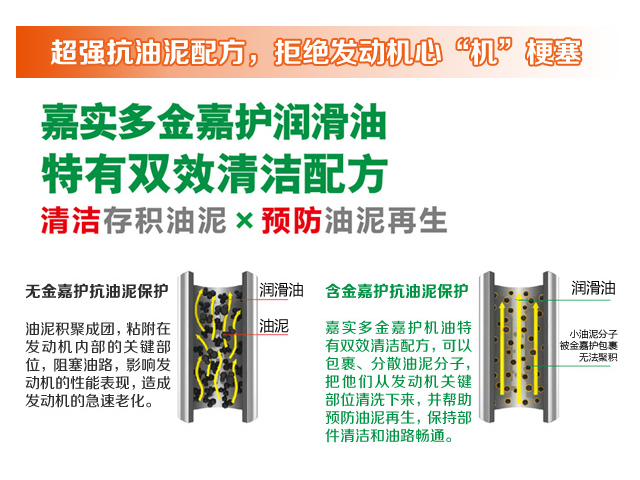 超强抗油泥配方，拒绝发动机心“机”梗塞
嘉实多金嘉护润滑油
特有双效清洁配方
清洁存积油泥×预防油泥再生
无金嘉护抗油泥保护
油泥积聚成团，粘附在
发动机内部的关键部
位，阻塞油路，影响发
动机的性能表现，造成
发动机的急速老化。
润滑油
油泥
含金嘉护抗油泥保护
嘉实多金嘉护机油特
有双效清洁配方，可以
包裹、分散油泥分子，
把他们从发动机关键
部位清洗下来，并帮助
预防油泥再生，保持部
件清洁和油路畅通。
润滑油
小油泥分子
被金嘉护包裹
无法聚积